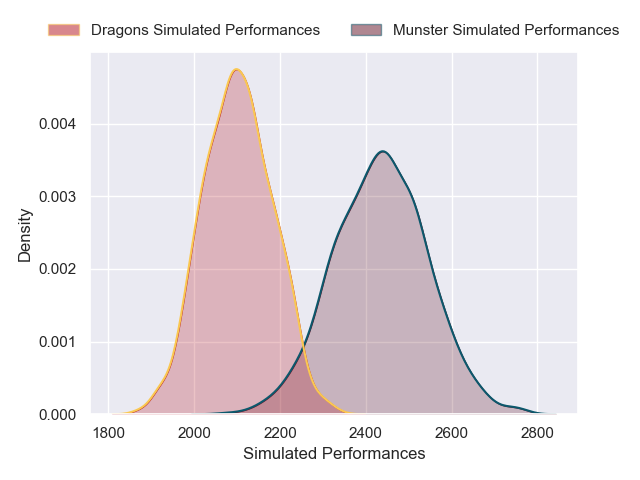 Dragons Simulated Performances
Munster Simulated Performances
Density
0.004
0.003
0.002
0.001
0.000
1800 2000 2200 2400 2600 2800
Simulated Performances